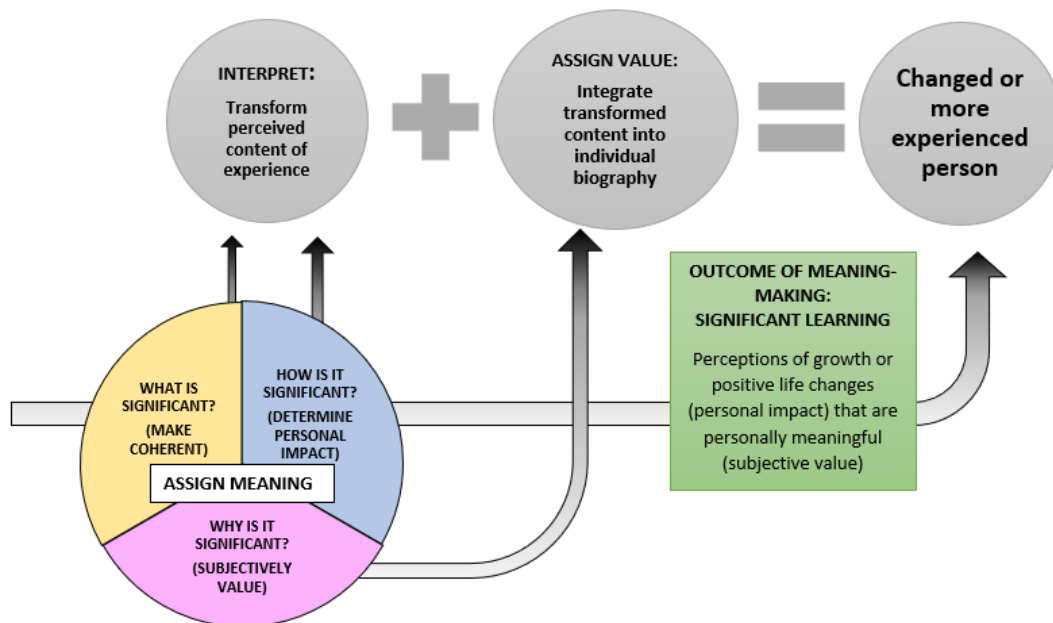 INTERPRET:
Transform
perceived
content of
experience
ASSIGN VALUE:
Integrate
transformed
content into
individual
biography
Changed or
more
experienced
person
WHAT IS
SIGNIFICANT?
(MAKE
COHERENT)
HOW IS IT
SIGNIFICANT?
(DETERMINE
PERSONAL
IMPACT)
ASSIGN MEANING
WHY IS IT
SIGNIFICANT?
(SUBJECTIVELY
VALUE)
OUTCOME OF MEANING-
MAKING:
SIGNIFICANT LEARNING
Perceptions of growth or
positive life changes
(personal impact) that are
personally meaningful
(subjective value)